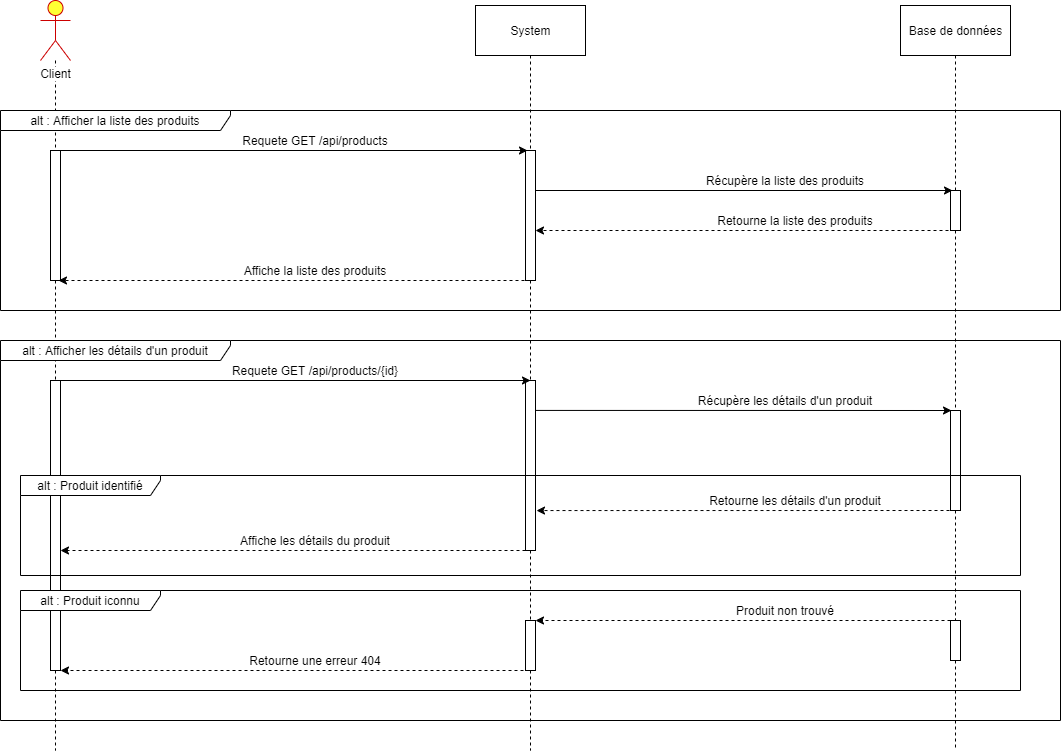 Client
System
Base de données
alt : Afficher la liste des produits
Requete GET /api/products
Récupère la liste des produits
Retourne la liste des produits
Affiche la liste des produits
alt : Afficher les détails d'un produit
Requete GET /api/products/{id}
Récupère les détails d'un produit
alt : Produit identifié
Retourne les détails d'un produit
Affiche les détails du produit
alt : Produit iconnu
Produit non trouvé
Retourne une erreur 404